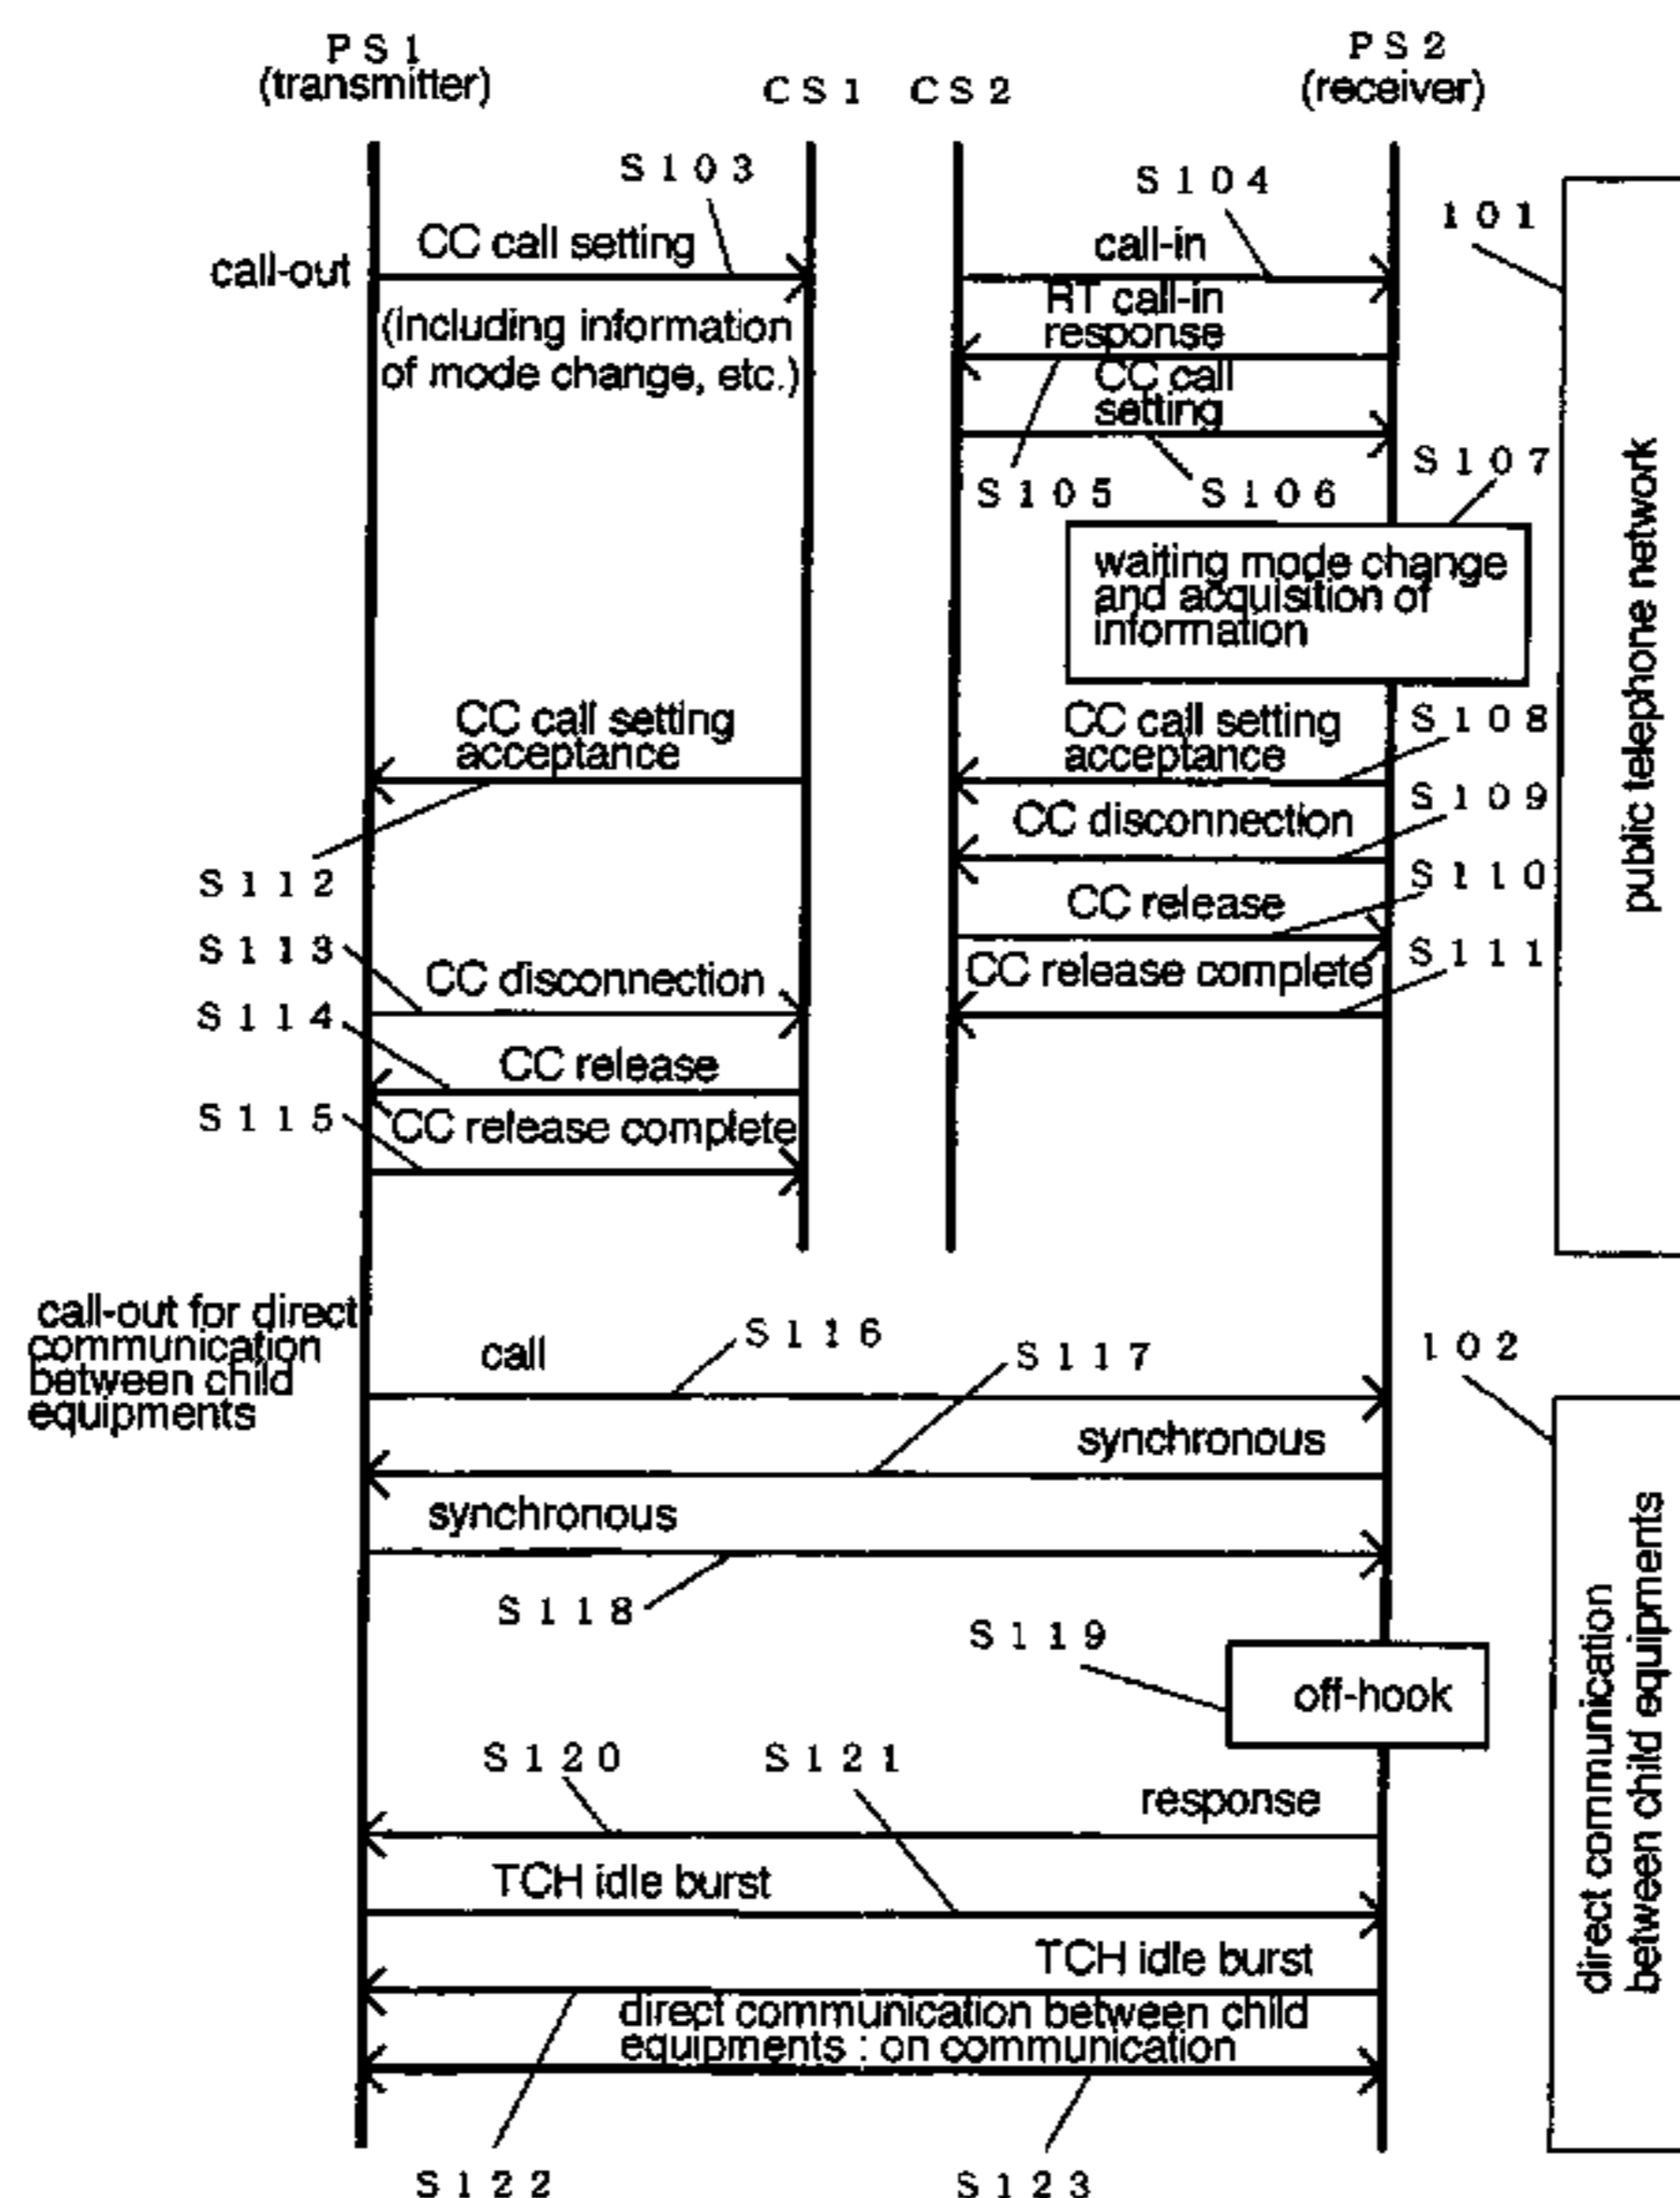 PS1
(transmitter)
CS1
CS2
PS2
(receiver)
S103
S104
101
CC call setting
call-in
call-out
RT call-in
response
(including information
of mode change, etc.)
CC call
setting
S107
S105
S106
waiting mode change
and acquisition of
information
public telephone network
CC call setting
acceptance
CC call setting
acceptance
S108
S109
CC disconnection
S112
S110
CC release
S113
CC disconnection
CC release complete
S111
S114
CC release
S115
CC release complete
call-out for direct
communication
between child
equipments
call
S116
S117
102
synchronous
synchronous
S118
S119
off-hook
direct communication
between child equipments
S120
S121
response
TCH idle burst
TCH idle burst
direct communication between child
equipments : on communication
S122
S123